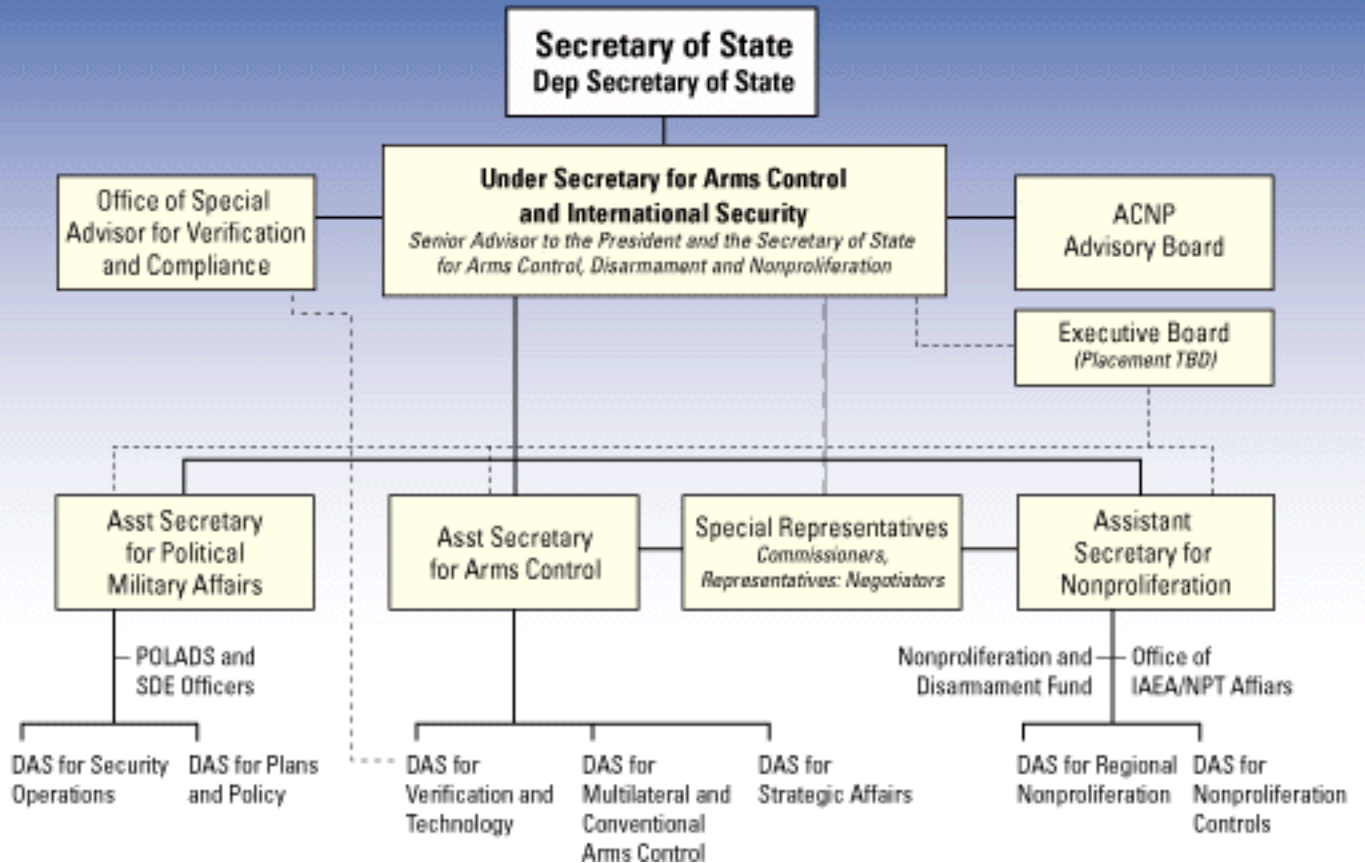 Secretary of State
Dep Secretary of State
Under Secretary for Arms Control
and International Security
Senior Advisor to the President and the Secretary of State
for Arms Control, Disarmament and Nonproliferation
Office of Special
Advisor for Verification
and Compliance
ACNP
Advisory Board
Executive Board
(Placement TBD)
Asst Secretary
for Political
Military Affairs
Asst Secretary
for Arms Control
Special Representatives
Commissioners,
Representatives: Negotiators
Assistant
Secretary for
Nonproliferation
POLADS and
SDE Officers
Nonproliferation and
Disarmament Fund
Office of
IAEA/NPT Affiars
DAS for Security
Operations
DAS for Plans
and Policy
DAS for
Verification and
Technology
DAS for
Multilateral and
Conventional
Arms Control
DAS for
Strategic Affairs
DAS for Regional
Nonproliferation
DAS for
Nonproliferation
Controls